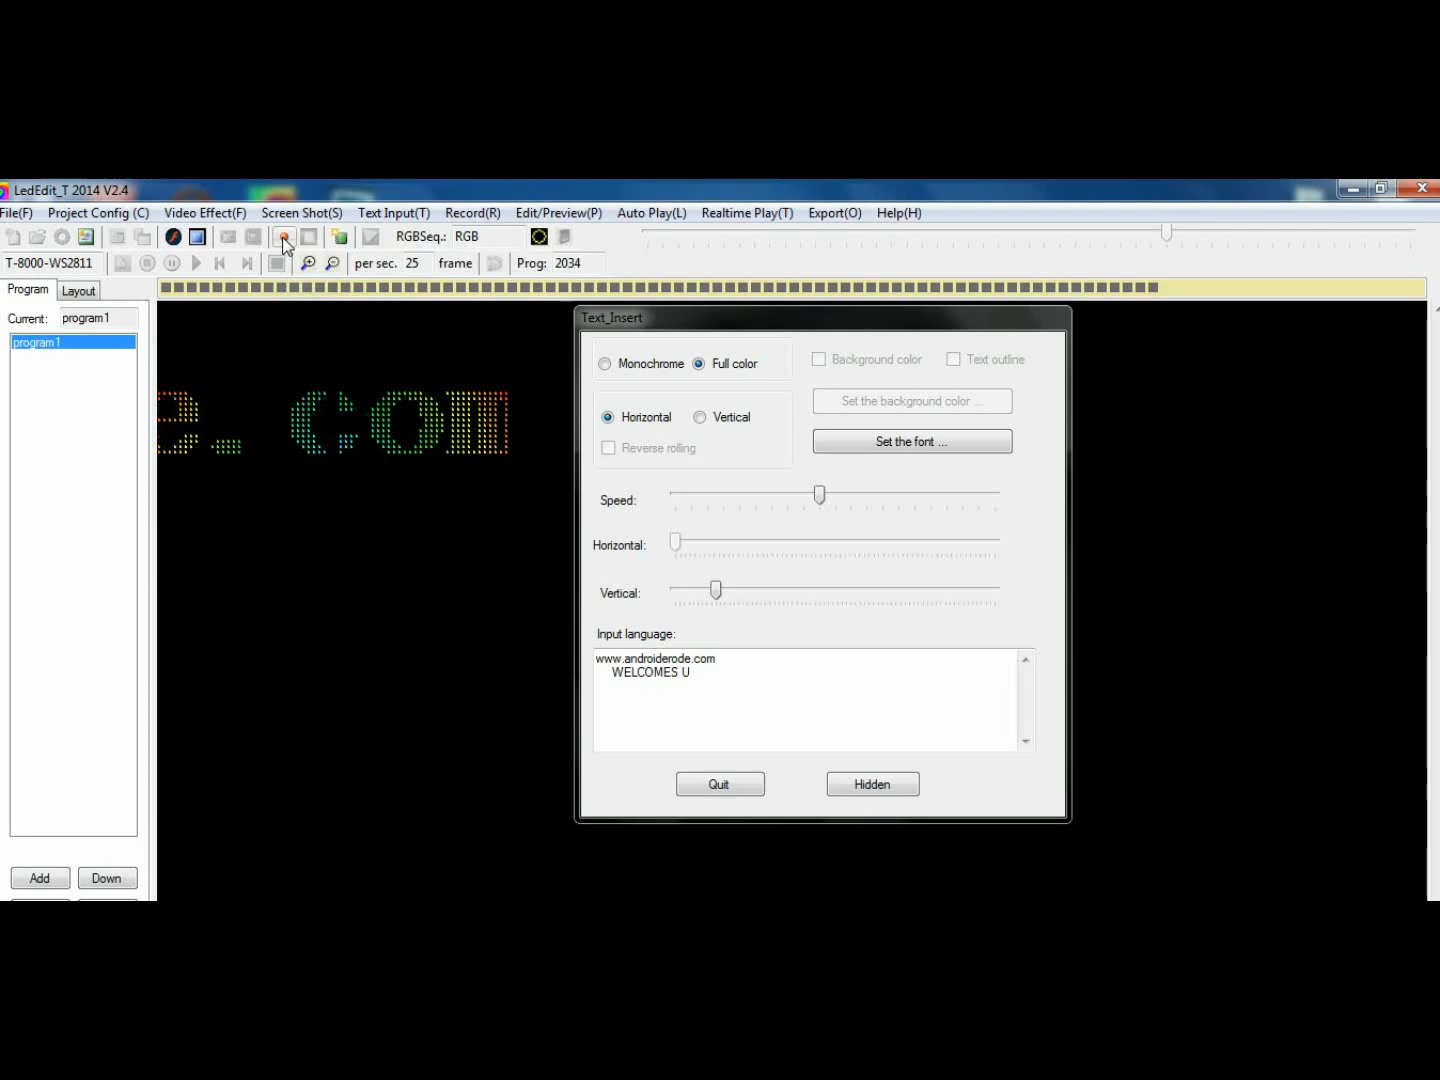 LedEdit_T 2014 V2.4
File(F) Project Config (C) Video Effect(F) Screen Shot(S) Text Input(T) Record(R) Edit/Preview(P) Auto Play(L) Realtime Play(T) Export(O) Help(H)
RGBSeq.: RGB
T-8000-WS2811 per sec. 25 frame Prog: 2034
Program Layout
Current: program1
program1
e. com
Text_Insert
Monochrome Full color Background color Text outline
Set the background color ...
Horizontal Vertical
Set the font ...
Reverse rolling
Speed:
Horizontal:
Vertical:
Input language:
www.androiderode.com
WELCOMES U
Quit Hidden
Add Down